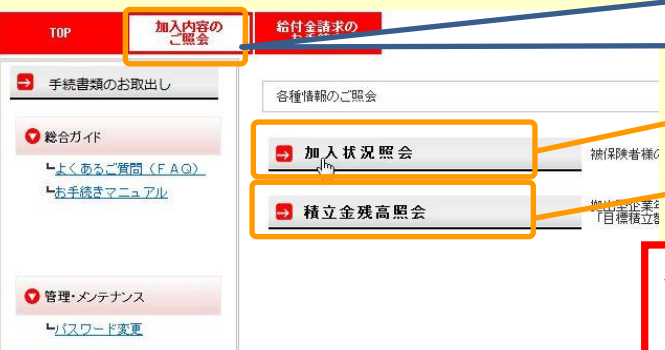 TOP
加入内容の
ご照会
給付金請求の
手続書類のお取出し
各種情報のご照会
総合ガイド
よくあるご質問（ＦＡＱ）
お手続きマニュアル
加入状況照会
被保険者様の
積立金残高照会
「目標積立
管理・メンテナンス
パスワード変更